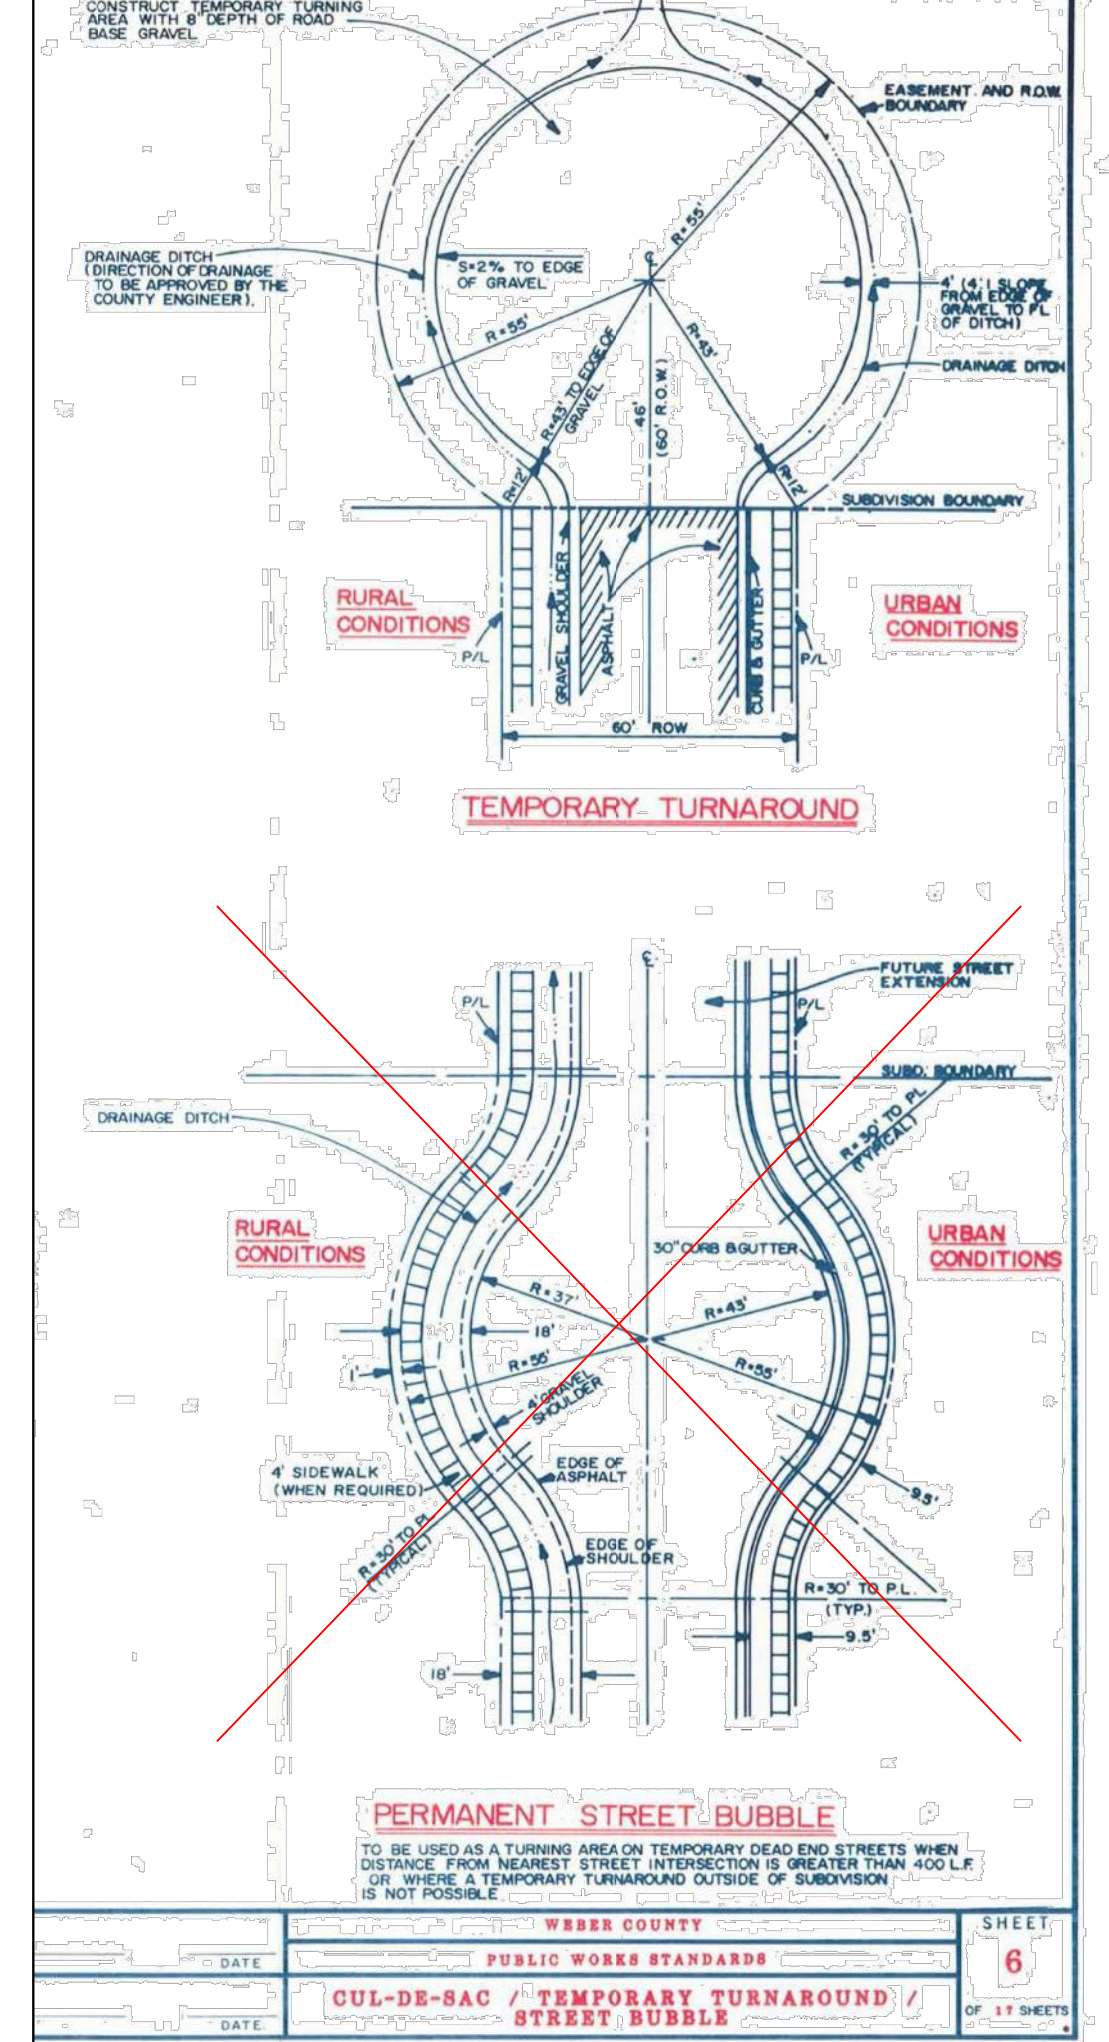 CONSTRUCT TEMPORARY TURNING
AREA WITH 8" DEPTH OF ROAD
BASE GRAVEL
EASEMENT. AND R.O.W.
BOUNDARY
R=55'
DRAINAGE DITCH
(DIRECTION OF DRAINAGE
TO BE APPROVED BY THE
COUNTY ENGINEER).
S=2% TO EDGE
OF GRAVEL
℄
4' (4:1 SLOPE
FROM EDGE OF
GRAVEL TO FL
OF DITCH)
R=55'
R=43' TO EDGE OF
GRAVEL
46'
(60' R.O.W.)
R=43'
DRAINAGE DITCH
R=12'
R=12'
SUBDIVISION BOUNDARY
RURAL
CONDITIONS
URBAN
CONDITIONS
P/L
GRAVEL SHOULDER
ASPHALT
CURB & GUTTER
P/L
60' ROW
TEMPORARY TURNAROUND
℄
FUTURE STREET
EXTENSION
P/L
P/L
SUBD. BOUNDARY
DRAINAGE DITCH
R=30' TO PL
(TYPICAL)
RURAL
CONDITIONS
URBAN
CONDITIONS
30" CURB & GUTTER
R=37'
R=43'
18'
R=55'
R=55'
1'
4' GRAVEL
SHOULDER
4' SIDEWALK
(WHEN REQUIRED)
EDGE OF
ASPHALT
9.5'
R=30' TO PL
(TYPICAL)
EDGE OF
SHOULDER
R=30' TO P.L.
(TYP.)
9.5'
18'
PERMANENT STREET BUBBLE
TO BE USED AS A TURNING AREA ON TEMPORARY DEAD END STREETS WHEN
DISTANCE FROM NEAREST STREET INTERSECTION IS GREATER THAN 400 L.F.
OR WHERE A TEMPORARY TURNAROUND OUTSIDE OF SUBDIVISION
IS NOT POSSIBLE.
WEBER COUNTY
SHEET
DATE
PUBLIC WORKS STANDARDS
6
CUL-DE-SAC / TEMPORARY TURNAROUND /
STREET BUBBLE
OF 17 SHEETS
DATE